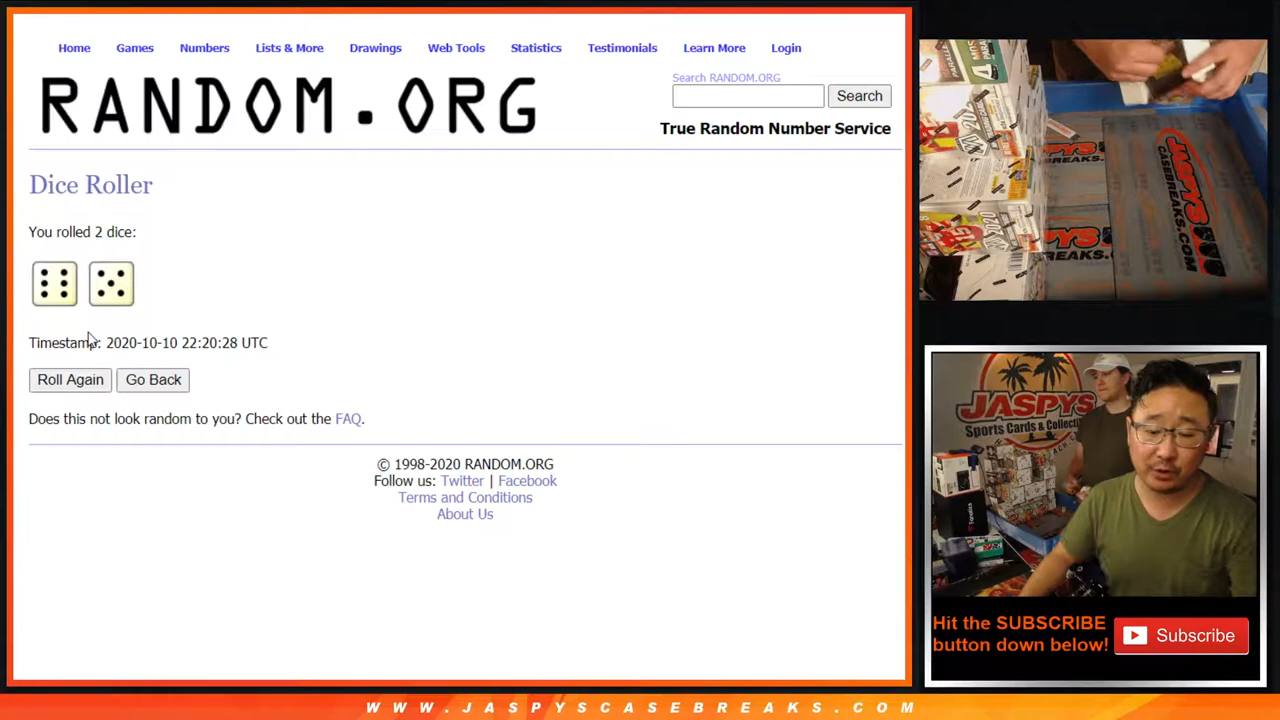 Home Games Numbers Lists & More Drawings Web Tools Statistics Testimonials Learn More Login
RANDOM.ORG
Search RANDOM.ORG
Search
True Random Number Service
Dice Roller
You rolled 2 dice:
Timestamp: 2020-10-10 22:20:28 UTC
Roll Again Go Back
Does this not look random to you? Check out the FAQ.
© 1998-2020 RANDOM.ORG
Follow us: Twitter | Facebook
Terms and Conditions
About Us
JASPYS
CASEBREAKS.COM
JASPYS
Sports Cards & Collecti
Hit the SUBSCRIBE
button down below!
Subscribe
WWW.JASPYSCASEBREAKS.COM